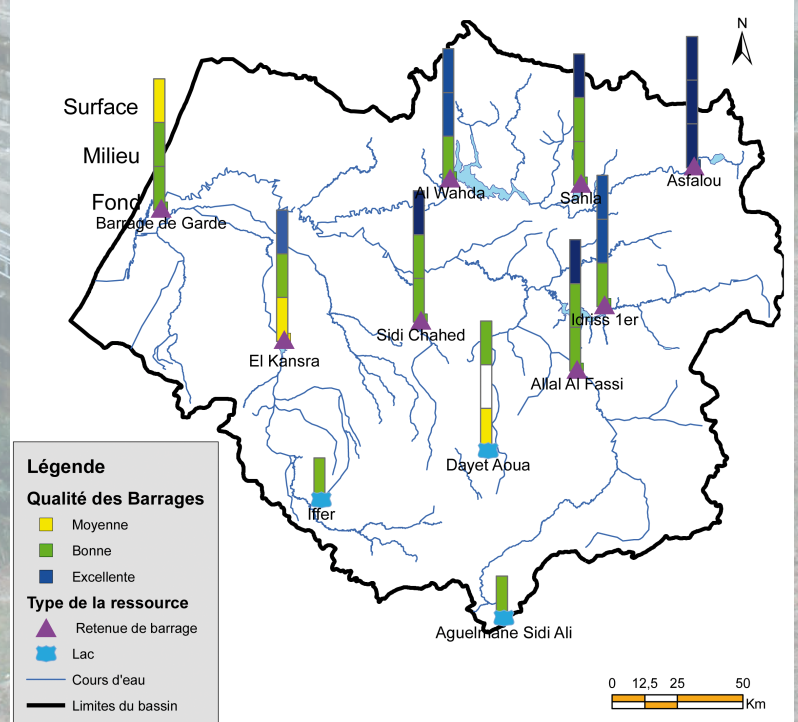 N
Surface
Milieu
Fond
Barrage de Garde
Al Wahda
Sahla
Asfalou
El Kansra
Sidi Chahed
Idriss 1er
Allal Al Fassi
Dayet Aoua
Iffer
Aguelmane Sidi Ali
Légende
Qualité des Barrages
Moyenne
Bonne
Excellente
Type de la ressource
Retenue de barrage
Lac
Cours d'eau
Limites du bassin
0 12,5 25 50
Km